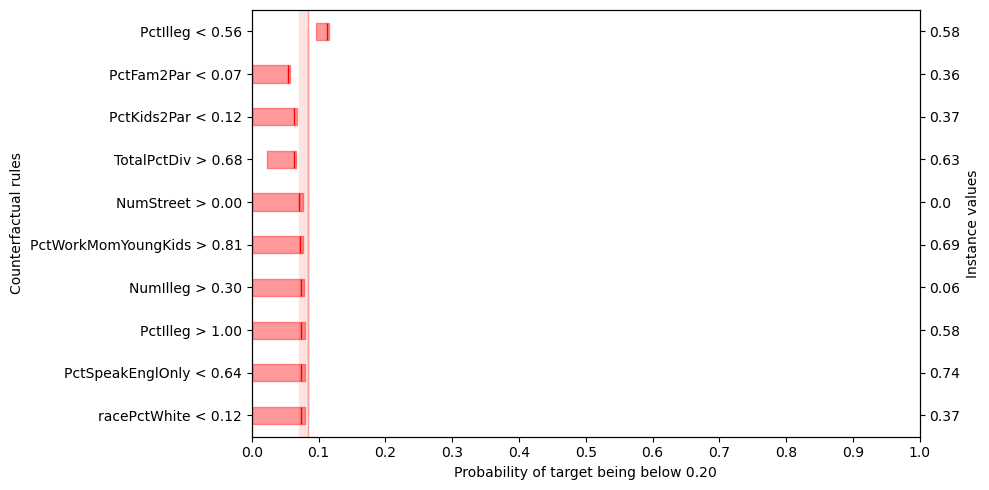 PctIlleg < 0.56 0.58
PctFam2Par < 0.07 0.36
PctKids2Par < 0.12 0.37
TotalPctDiv > 0.68 0.63
NumStreet > 0.00 0.0
PctWorkMomYoungKids > 0.81 0.69
NumIlleg > 0.30 0.06
PctIlleg > 1.00 0.58
PctSpeakEnglOnly < 0.64 0.74
racePctWhite < 0.12 0.37
Counterfactual rules
Instance values
0.0 0.1 0.2 0.3 0.4 0.5 0.6 0.7 0.8 0.9 1.0
Probability of target being below 0.20